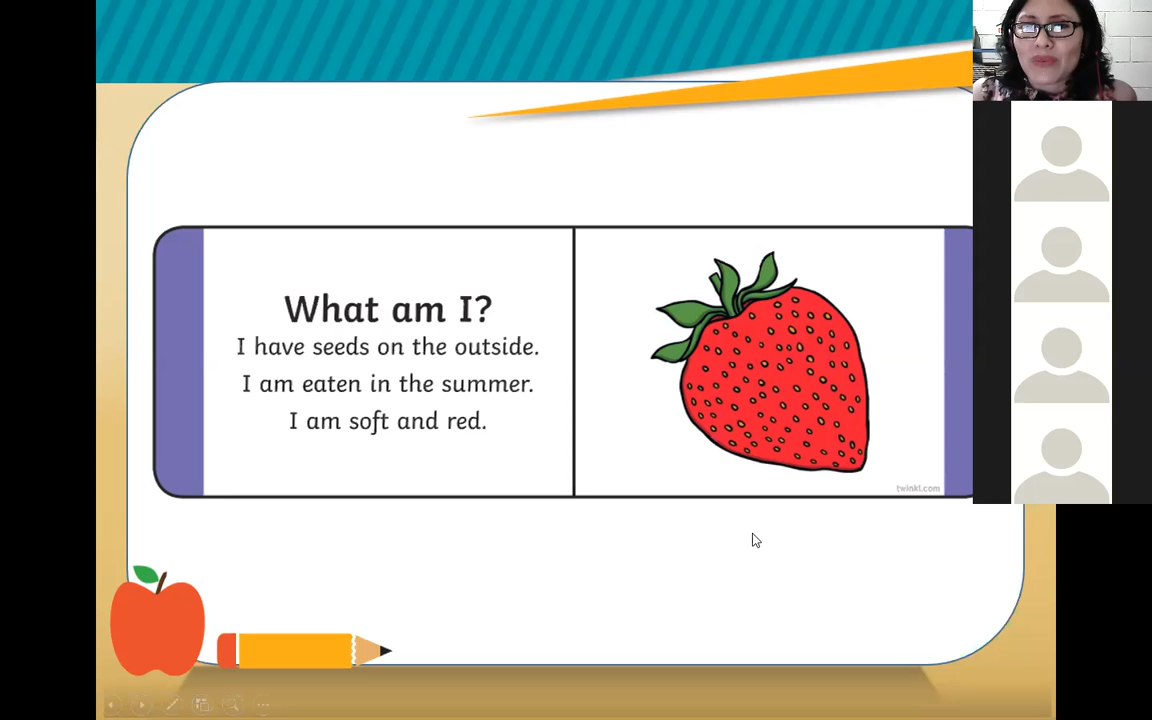 What am I?
I have seeds on the outside.
I am eaten in the summer.
I am soft and red.
twinkl.com